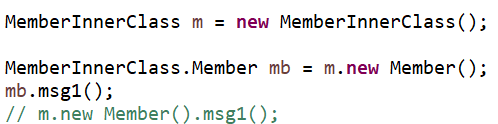 MemberInnerClass m = new MemberInnerClass();
MemberInnerClass.Member mb = m.new Member();
mb.msg1();
// m.new Member().msg1();